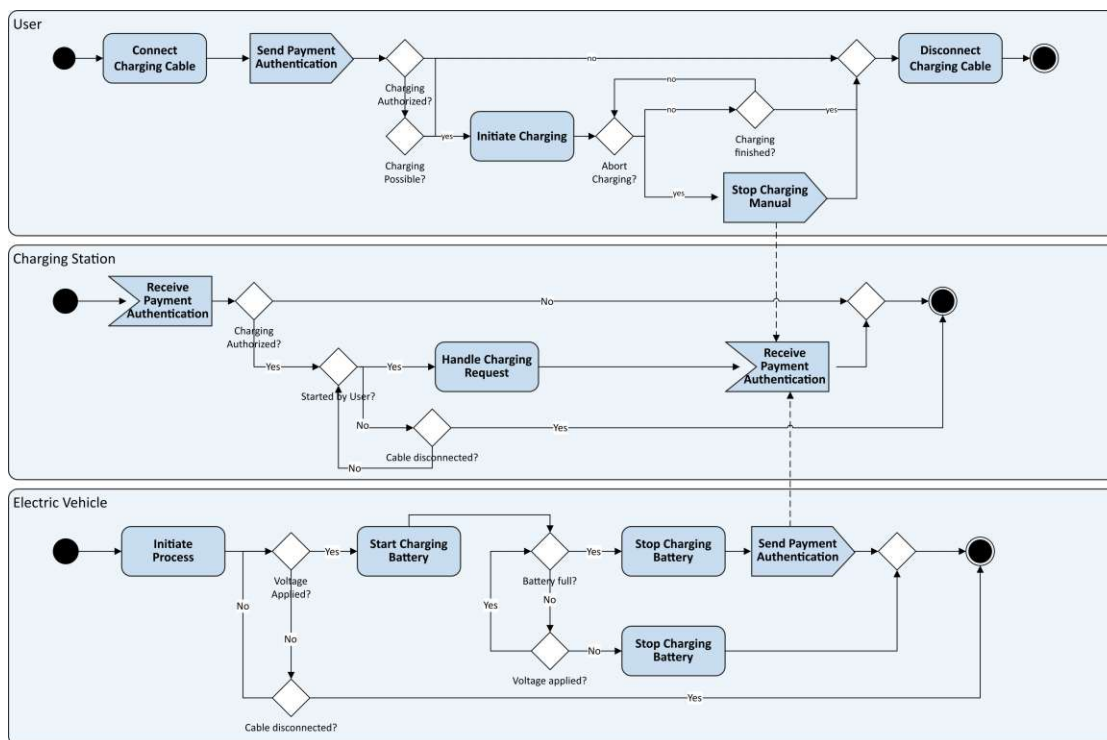 User
Connect
Charging Cable
Send Payment
Authentication
Charging
Authorized?
no
Disconnect
Charging Cable
Charging
Possible?
yes
Initiate Charging
Abort
Charging?
no
no
Charging
finished?
yes
yes
Stop Charging
Manual
Charging Station
Receive
Payment
Authentication
Charging
Authorized?
No
Yes
Started by User?
Yes
Handle Charging
Request
Receive
Payment
Authentication
No
Cable disconnected?
Yes
No
Electric Vehicle
Initiate
Process
Voltage
Applied?
Yes
Start Charging
Battery
Battery full?
Yes
Stop Charging
Battery
Send Payment
Authentication
No
Yes
No
No
Voltage applied?
No
Stop Charging
Battery
Cable disconnected?
Yes